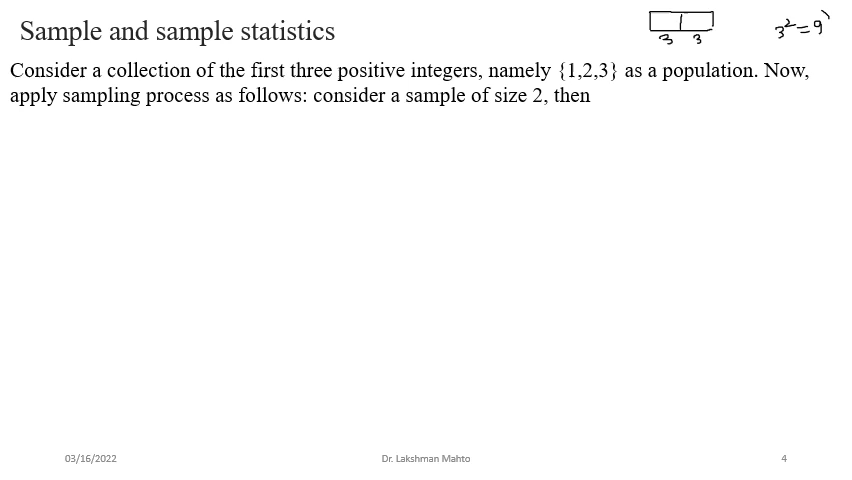 Sample and sample statistics
3 3
3²=9
Consider a collection of the first three positive integers, namely {1,2,3} as a population. Now,
apply sampling process as follows: consider a sample of size 2, then
03/16/2022 Dr. Lakshman Mahto 4